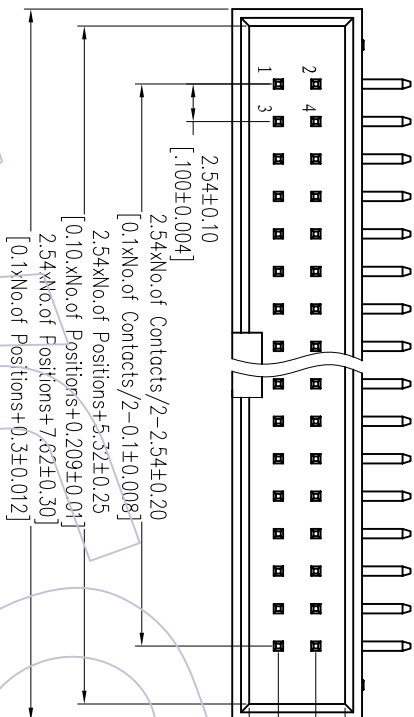 1
2
3
4
2.54±0.10
[.100±0.004]
2.54xNo.of Contacts/2-2.54±0.20
[0.1xNo.of Contacts/2-0.1±0.008]
2.54xNo.of Positions+5.32±0.25
[0.10.xNo.of Positions+0.209±0.01]
2.54xNo.of Positions+7.62±0.30
[0.1xNo.of Positions+0.3±0.012]